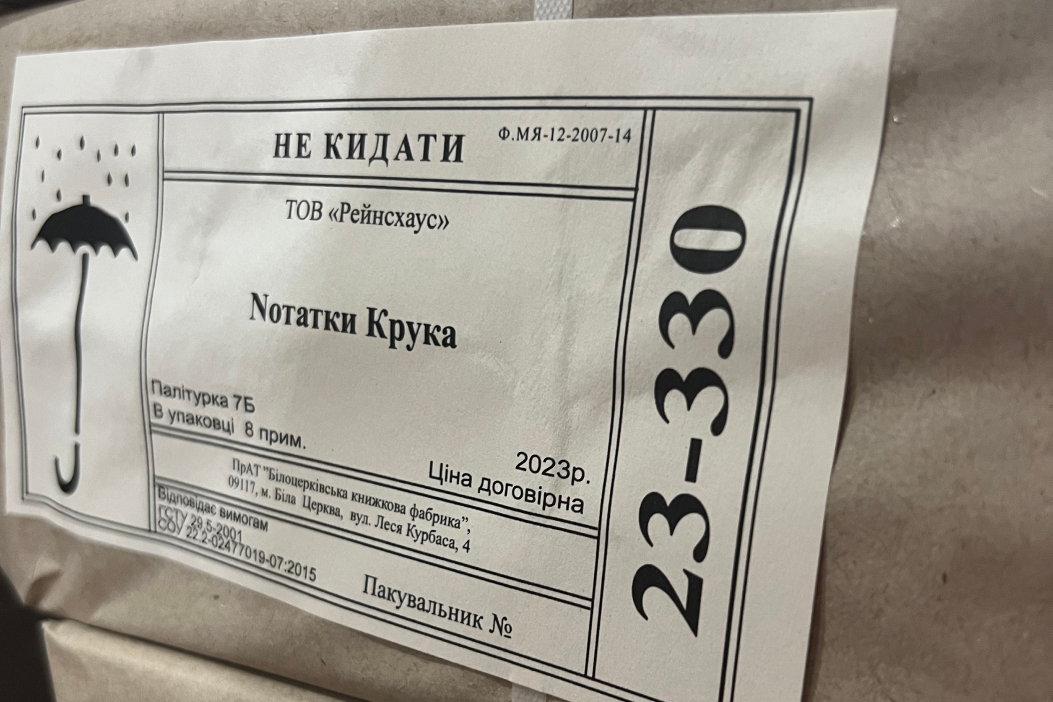 НЕ КИДАТИ
Ф.МЯ-12-2007-14
ТОВ «Рейнсхаус»
Nотатки Крука
Палітурка 7Б
В упаковці 8 прим.
2023р.
Ціна договірна
ПрАТ "Білоцерківська книжкова фабрика",
09117, м. Біла Церква, вул. Леся Курбаса, 4
Відповідає вимогам
ГСТУ 29.5-2001
СОУ 22.2-02477019-07:2015
Пакувальник №
23-330